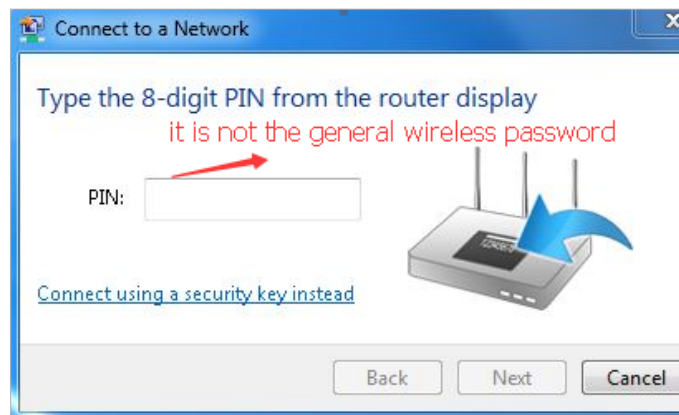 Connect to a Network
Type the 8-digit PIN from the router display
it is not the general wireless password
PIN:
12345670
Connect using a security key instead
Back
Next
Cancel